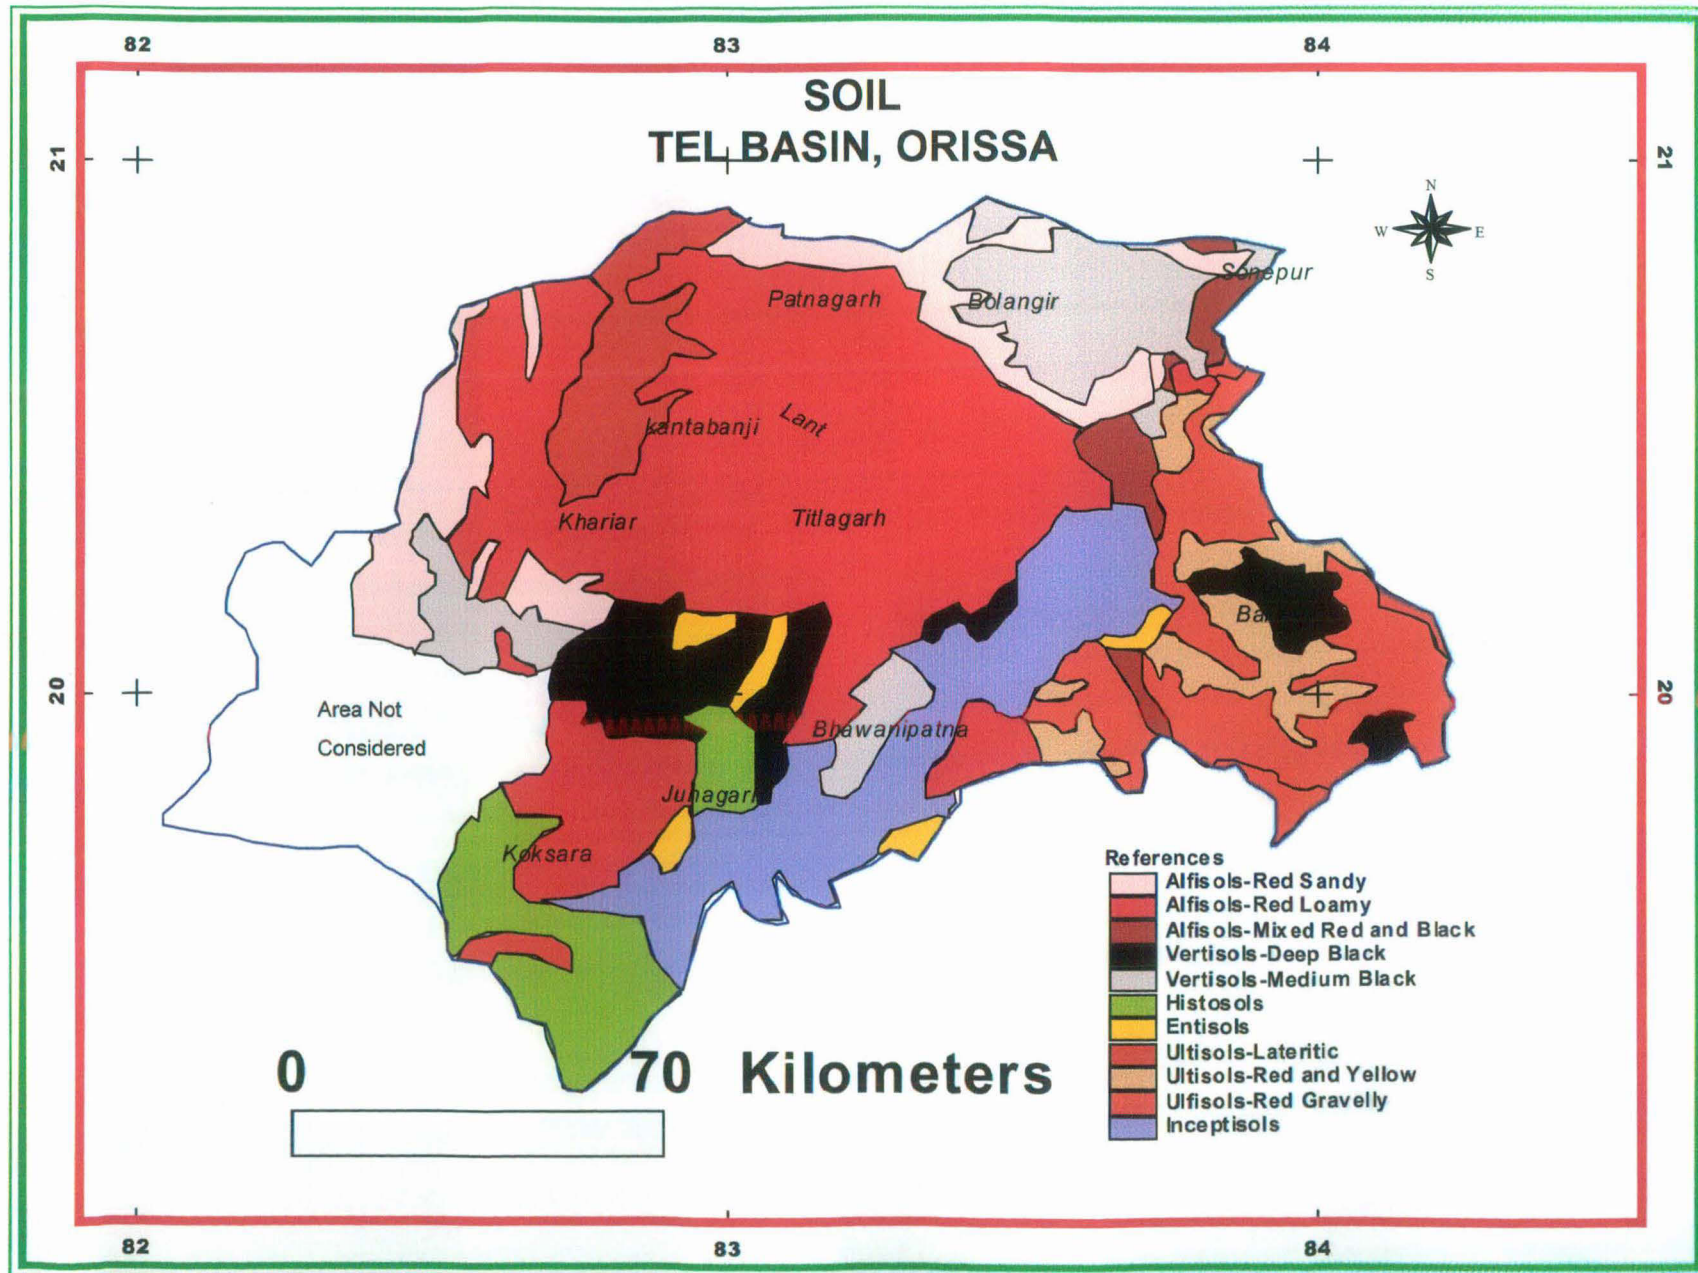 82 83 84
SOIL
TEL BASIN, ORISSA
21 21
N
W E
S
Sonepur
Patnagarh Bolangir
kantabanji Lant
Khariar Titlagarh
20 20
Area Not
Considered
Bhawanipatna
Junagarh
Koksara
References
Alfisols-Red Sandy
Alfisols-Red Loamy
Alfisols-Mixed Red and Black
Vertisols-Deep Black
Vertisols-Medium Black
Histosols
Entisols
Ultisols-Lateritic
Ultisols-Red and Yellow
Ulfisols-Red Gravelly
Inceptisols
0 70 Kilometers
82 83 84